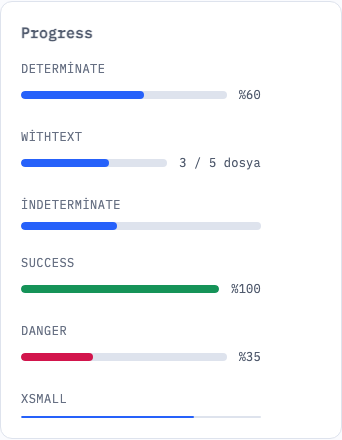 Progress
DETERMİNATE
%60
WİTHTEXT
3 / 5 dosya
İNDETERMİNATE
SUCCESS
%100
DANGER
%35
XSMALL